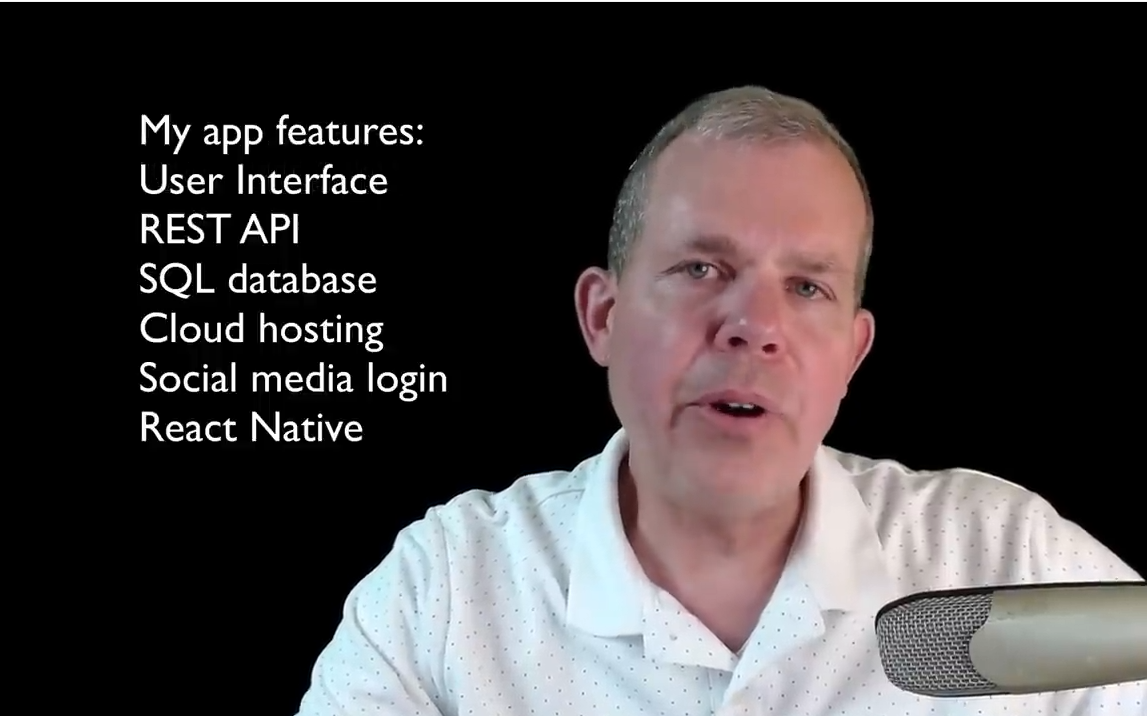 My app features:
User Interface
REST API
SQL database
Cloud hosting
Social media login
React Native